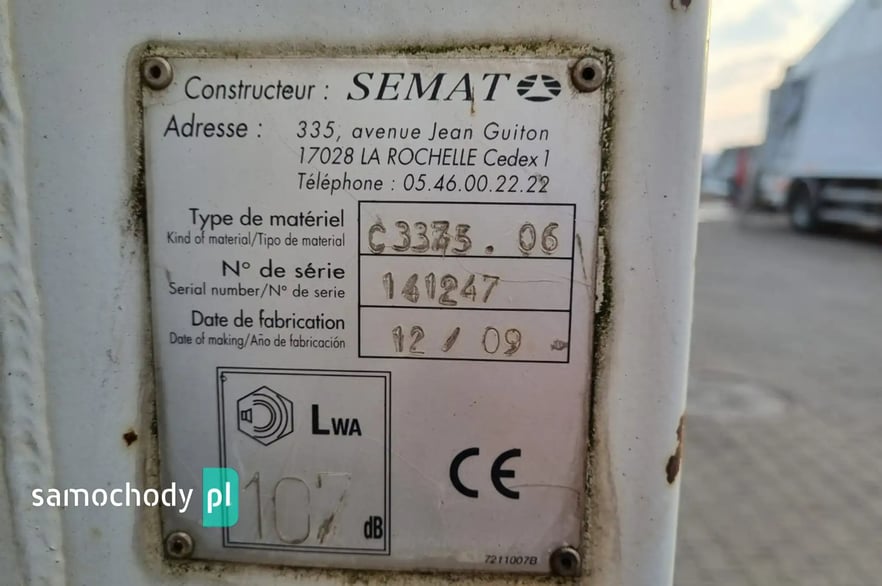 Constructeur : SEMAT
Adresse : 335, avenue Jean Guiton
17028 LA ROCHELLE Cedex 1
Téléphone : 05.46.00.22.22
Type de matériel
Kind of material/Tipo de material
C3375.06
N° de série
Serial number/N° de serie
141247
Date de fabrication
Date of making/Año de fabricación
12/09
LWA
107 dB
CE
7211007B
samochody pl